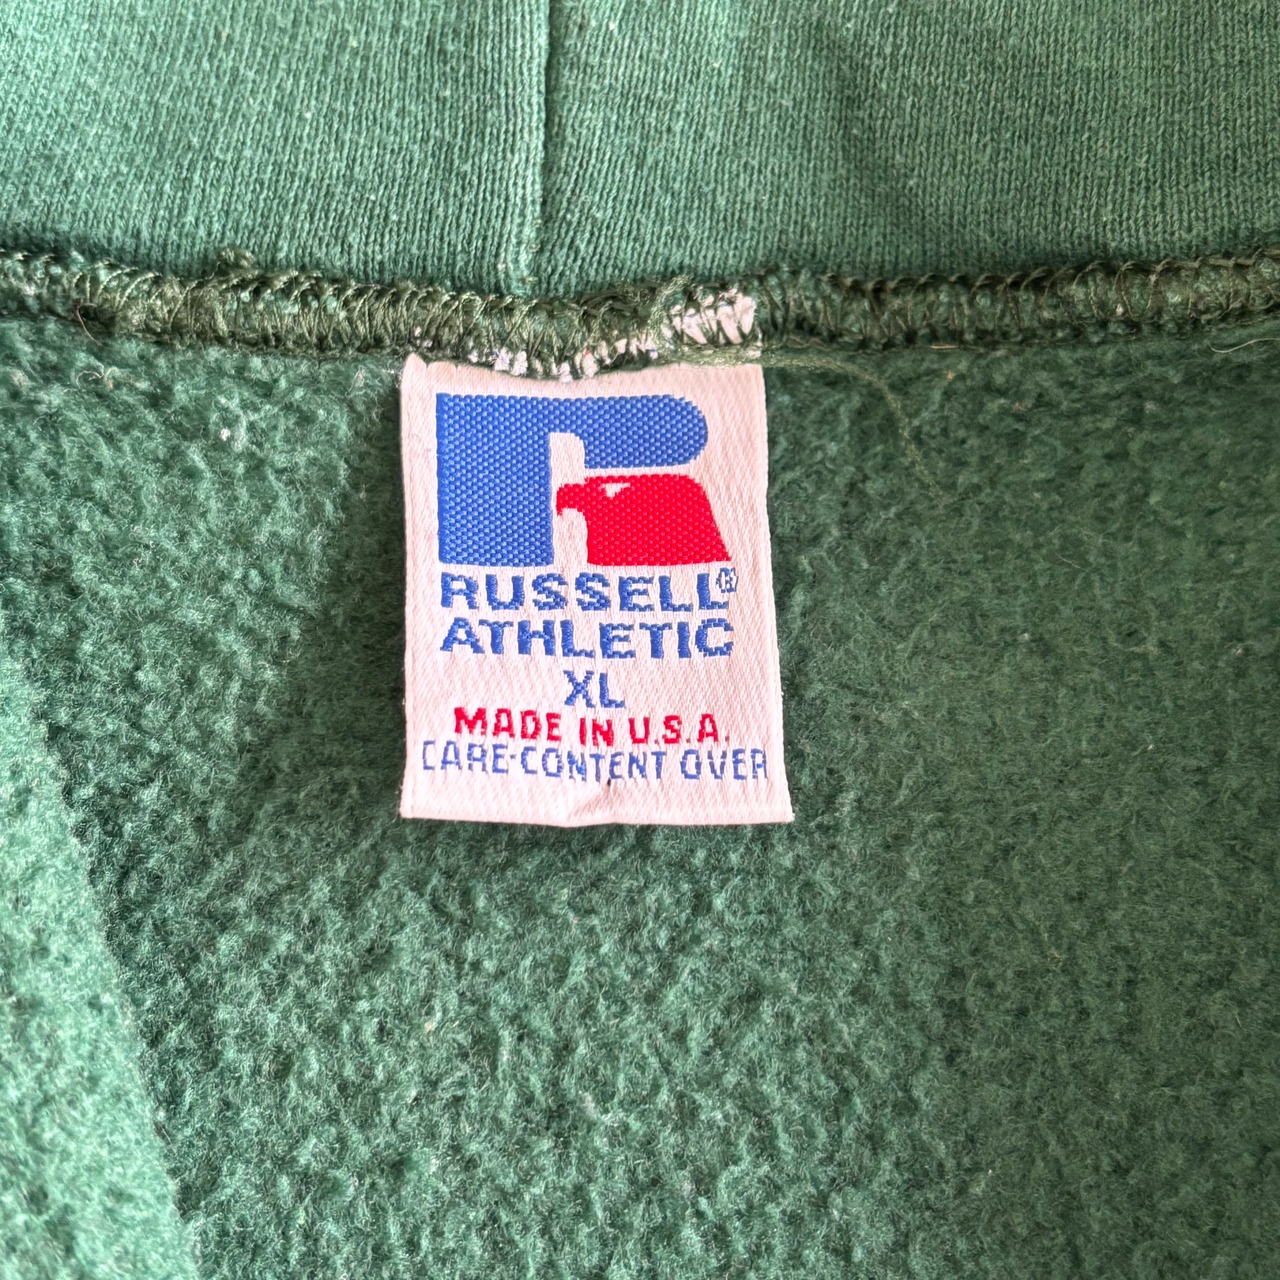 RUSSELL®
ATHLETIC
XL
MADE IN U.S.A.
CARE-CONTENT OVER